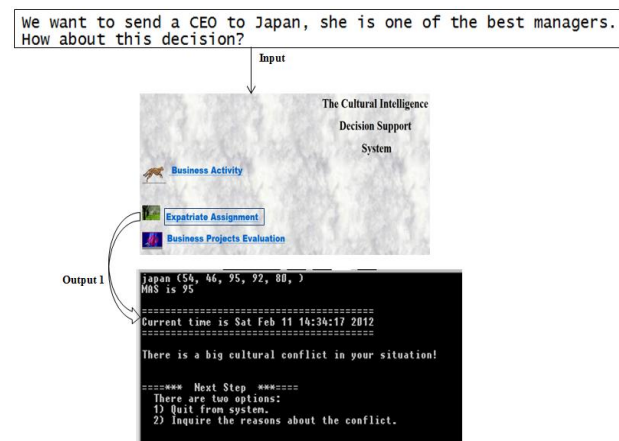 We want to send a CEO to Japan, she is one of the best managers.
How about this decision?
Input
The Cultural Intelligence
Decision Support
System
Business Activity
Expatriate Assignment
Business Projects Evaluation
Output 1
japan (54, 46, 95, 92, 80, )
MAS is 95
=====================================
Current time is Sat Feb 11 14:34:17 2012
=====================================
There is a big cultural conflict in your situation!
====*** Next Step ***====
There are two options:
1) Quit from system.
2) Inquire the reasons about the conflict.